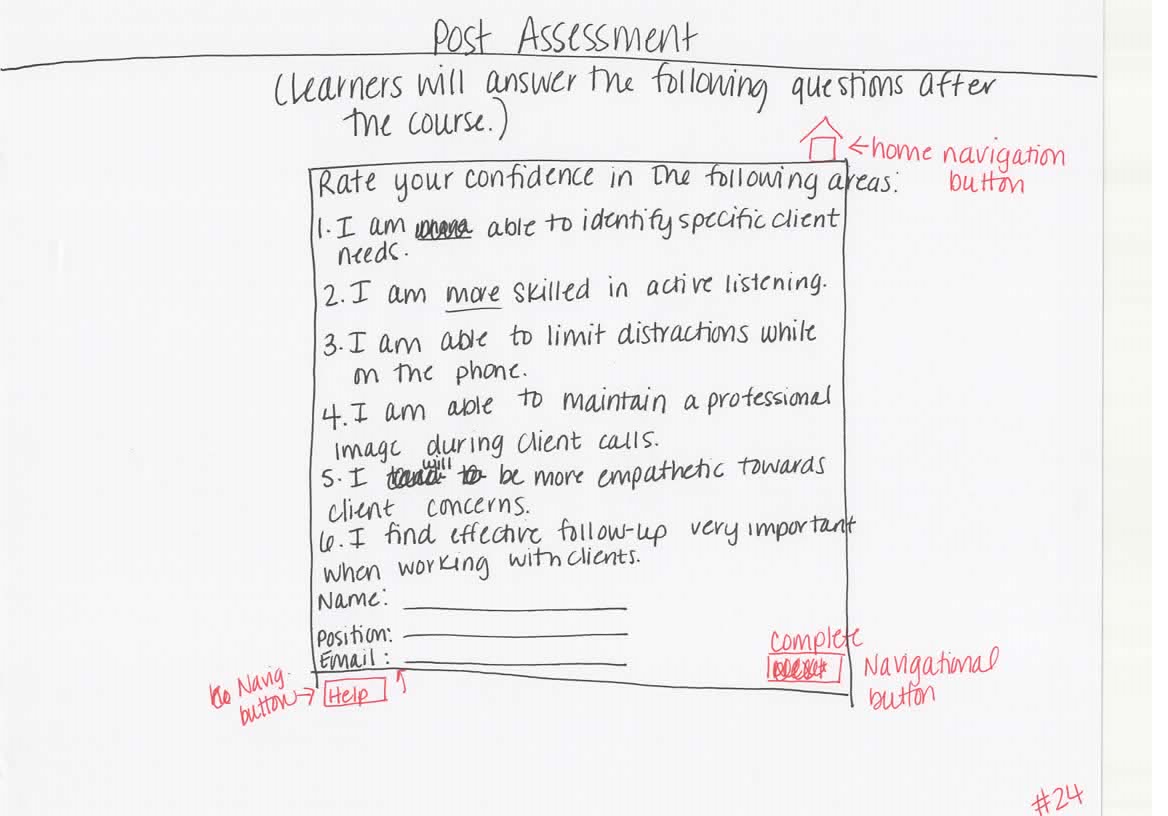 Post Assessment
(Learners will answer the following questions after
the course.)
←home navigation
button
Rate your confidence in the following areas:
1. I am able to identify specific client
needs.
2. I am more skilled in active listening.
3. I am able to limit distractions while
on the phone.
4. I am able to maintain a professional
image during client calls.
5. I will be more empathetic towards
client concerns.
6. I find effective follow-up very important
when working with clients.
Name:
Position:
Email:
complete
Navigational
button
Navig.
button→
Help
#24